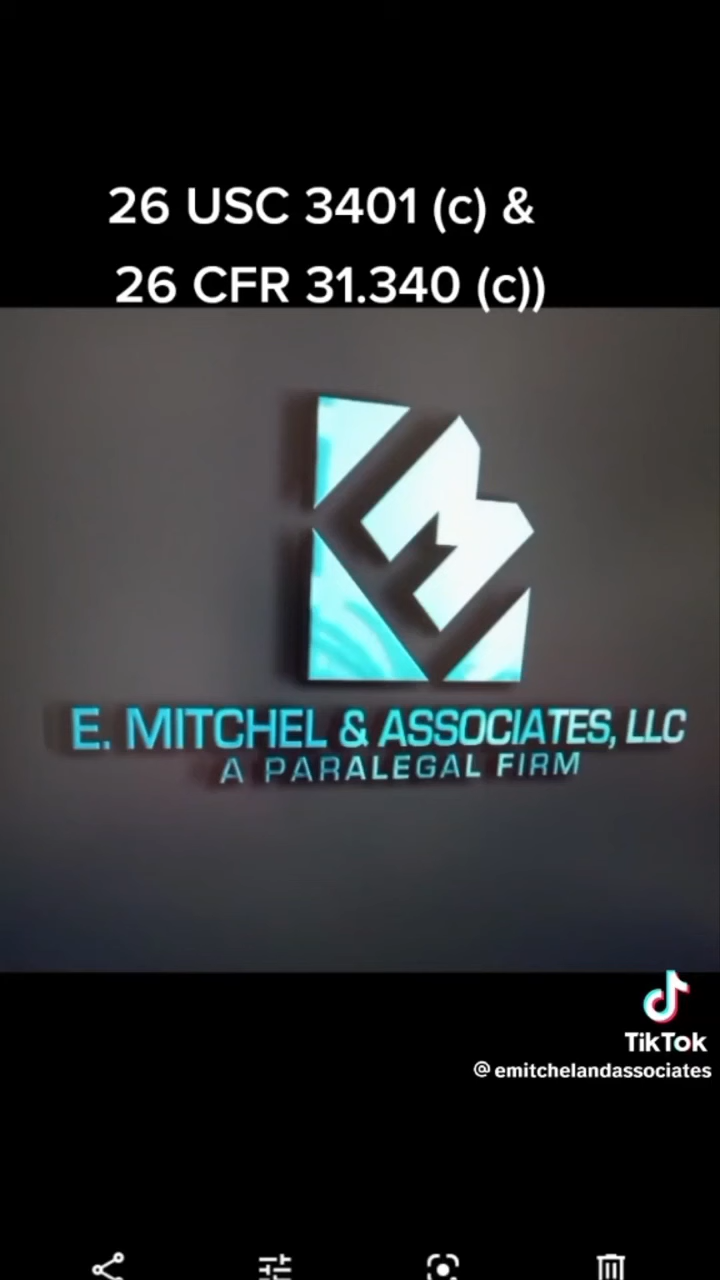 26 USC 3401 (c) &
26 CFR 31.340 (c))
E. MITCHEL & ASSOCIATES, LLC
A PARALEGAL FIRM
TikTok
@emitchelandassociates